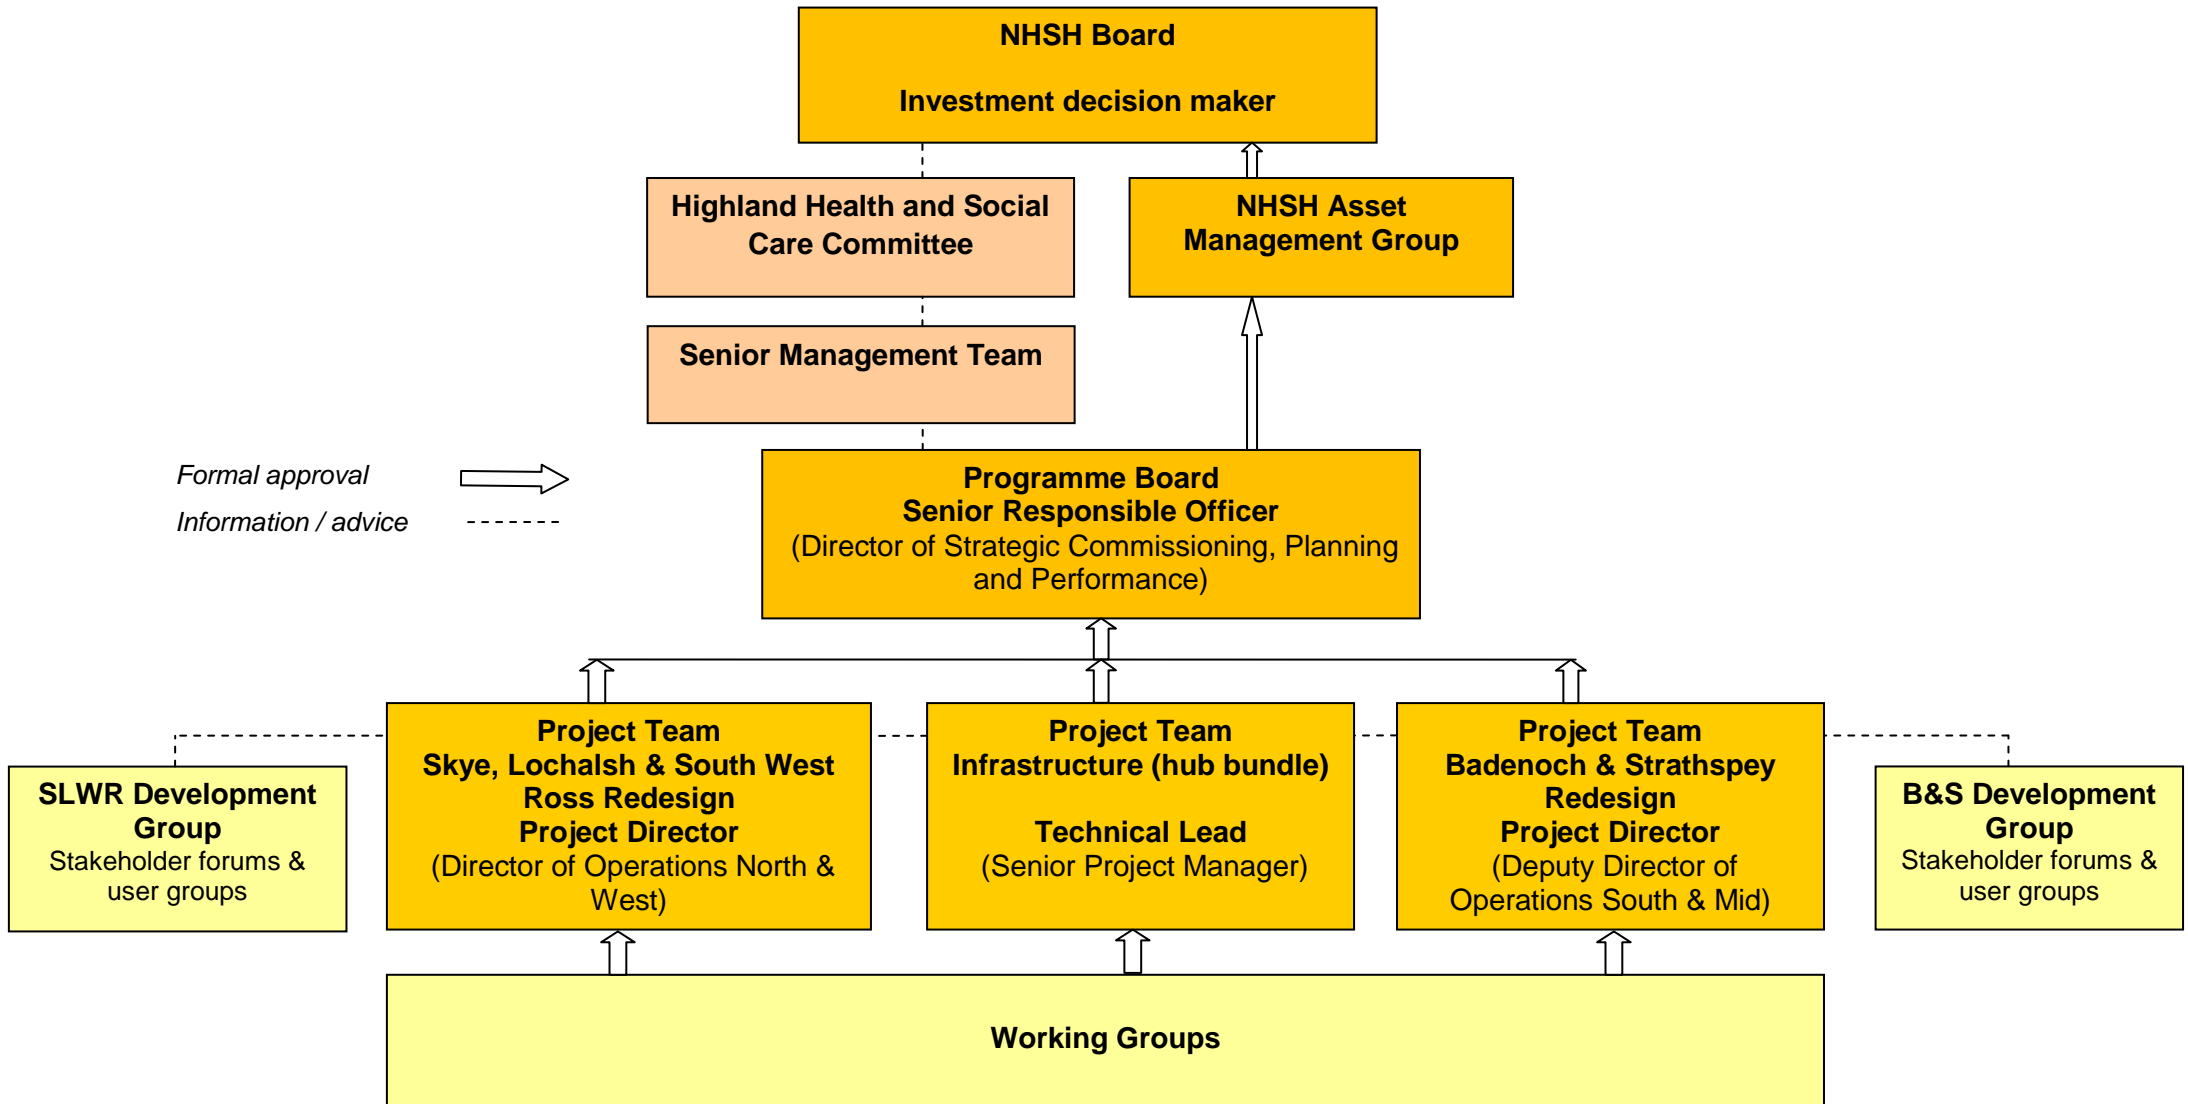 NHSH Board
Investment decision maker
Highland Health and Social
Care Committee
NHSH Asset
Management Group
Senior Management Team
Formal approval
Information / advice
Programme Board
Senior Responsible Officer
(Director of Strategic Commissioning, Planning
and Performance)
SLWR Development
Group
Stakeholder forums &
user groups
Project Team
Skye, Lochalsh & South West
Ross Redesign
Project Director
(Director of Operations North &
West)
Project Team
Infrastructure (hub bundle)
Technical Lead
(Senior Project Manager)
Project Team
Badenoch & Strathspey
Redesign
Project Director
(Deputy Director of
Operations South & Mid)
B&S Development
Group
Stakeholder forums &
user groups
Working Groups